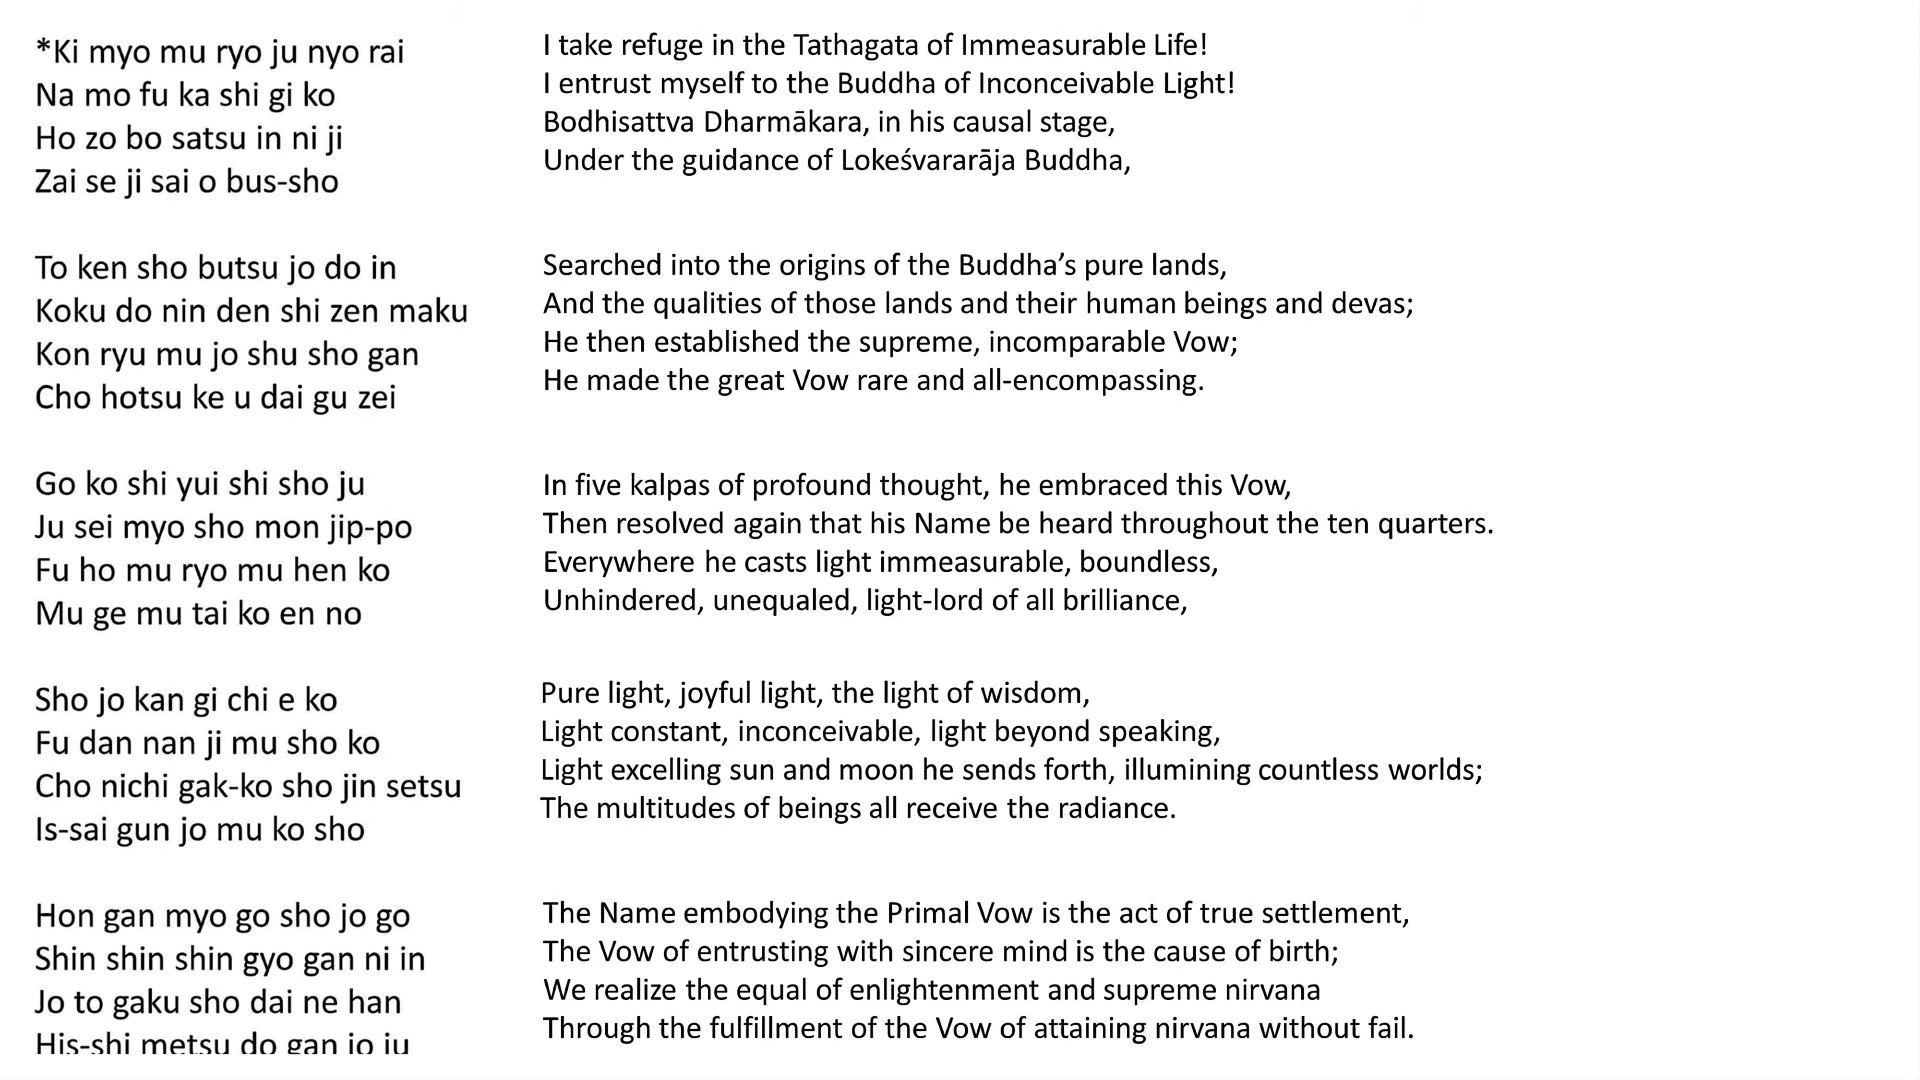 *Ki myo mu ryo ju nyo rai
Na mo fu ka shi gi ko
Ho zo bo satsu in ni ji
Zai se ji sai o bus-sho
To ken sho butsu jo do in
Koku do nin den shi zen maku
Kon ryu mu jo shu sho gan
Cho hotsu ke u dai gu zei
Go ko shi yui shi sho ju
Ju sei myo sho mon jip-po
Fu ho mu ryo mu hen ko
Mu ge mu tai ko en no
Sho jo kan gi chi e ko
Fu dan nan ji mu sho ko
Cho nichi gak-ko sho jin setsu
Is-sai gun jo mu ko sho
Hon gan myo go sho jo go
Shin shin shin gyo gan ni in
Jo to gaku sho dai ne han
His-shi metsu do gan jo ju
I take refuge in the Tathagata of Immeasurable Life!
I entrust myself to the Buddha of Inconceivable Light!
Bodhisattva Dharmākara, in his causal stage,
Under the guidance of Lokeśvararāja Buddha,
Searched into the origins of the Buddha’s pure lands,
And the qualities of those lands and their human beings and devas;
He then established the supreme, incomparable Vow;
He made the great Vow rare and all-encompassing.
In five kalpas of profound thought, he embraced this Vow,
Then resolved again that his Name be heard throughout the ten quarters.
Everywhere he casts light immeasurable, boundless,
Unhindered, unequaled, light-lord of all brilliance,
Pure light, joyful light, the light of wisdom,
Light constant, inconceivable, light beyond speaking,
Light excelling sun and moon he sends forth, illumining countless worlds;
The multitudes of beings all receive the radiance.
The Name embodying the Primal Vow is the act of true settlement,
The Vow of entrusting with sincere mind is the cause of birth;
We realize the equal of enlightenment and supreme nirvana
Through the fulfillment of the Vow of attaining nirvana without fail.